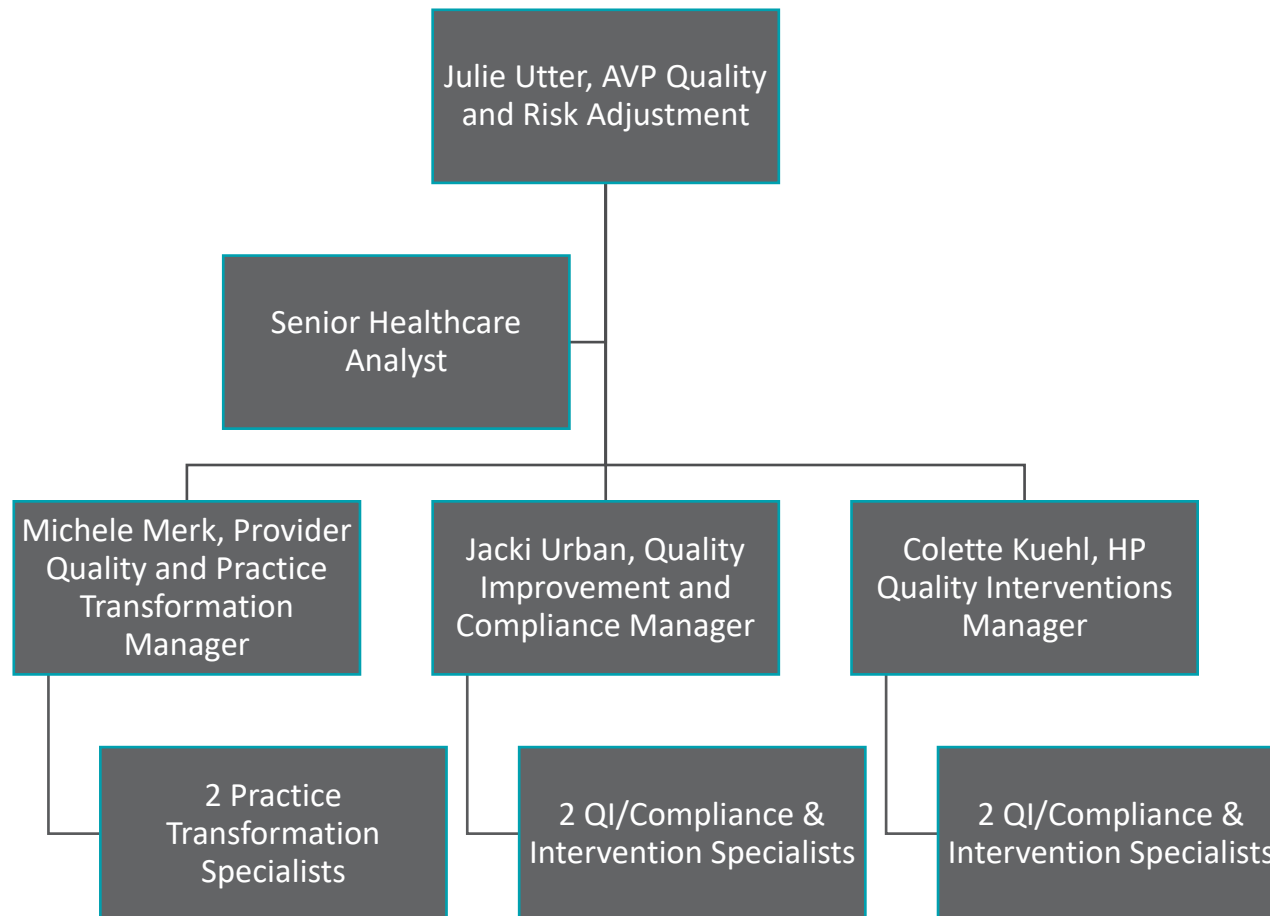 Julie Utter, AVP Quality
and Risk Adjustment
Senior Healthcare
Analyst
Michele Merk, Provider
Quality and Practice
Transformation
Manager
Jacki Urban, Quality
Improvement and
Compliance Manager
Colette Kuehl, HP
Quality Interventions
Manager
2 Practice
Transformation
Specialists
2 QI/Compliance &
Intervention Specialists
2 QI/Compliance &
Intervention Specialists